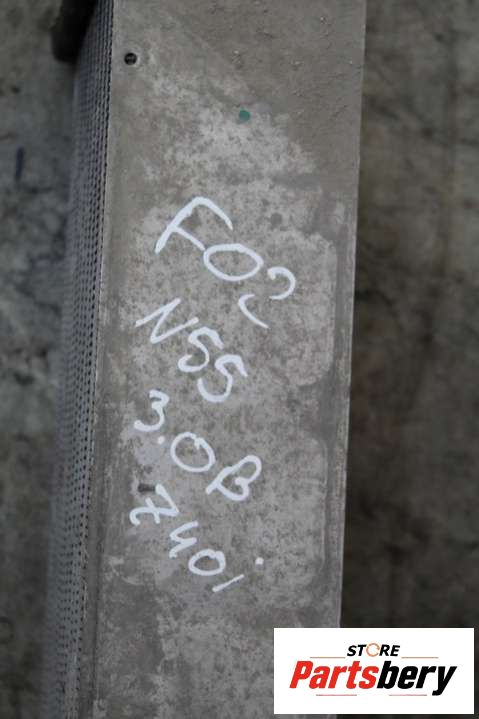 F02
N55
3.0B
740i
STORE
Partsbery